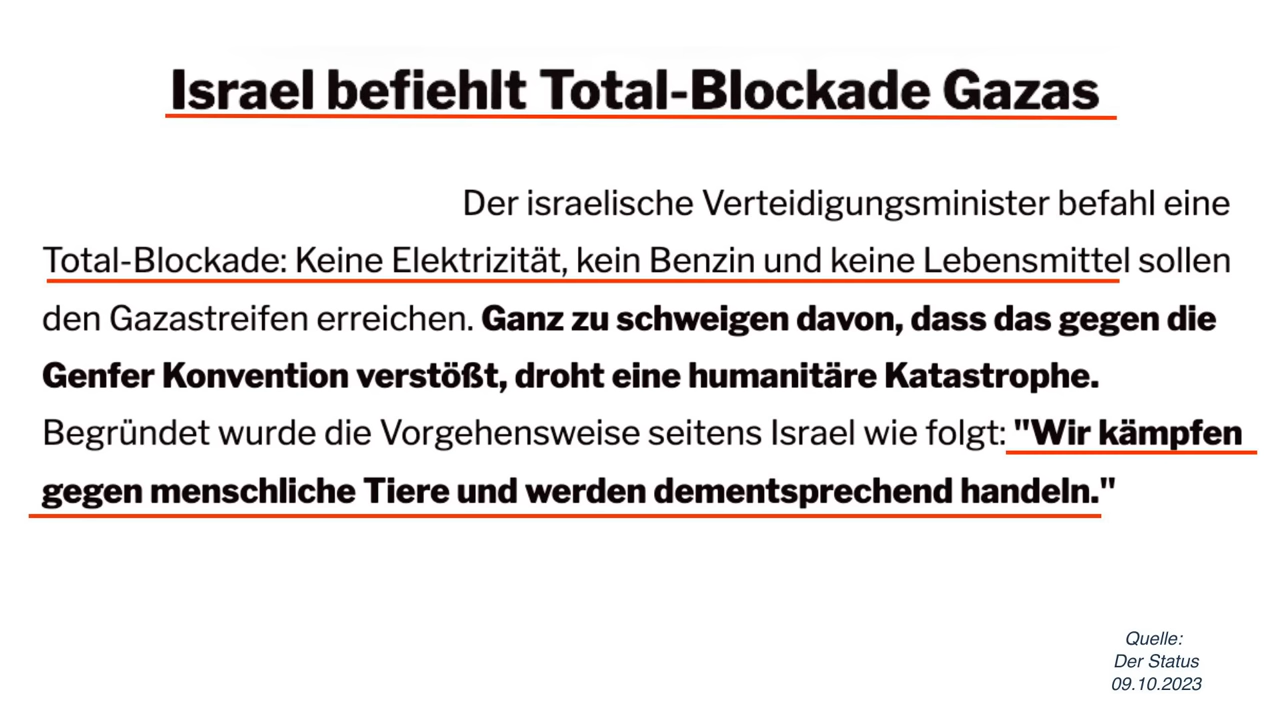 Israel befiehlt Total-Blockade Gazas
Der israelische Verteidigungsminister befahl eine
Total-Blockade: Keine Elektrizität, kein Benzin und keine Lebensmittel sollen
den Gazastreifen erreichen. Ganz zu schweigen davon, dass das gegen die
Genfer Konvention verstößt, droht eine humanitäre Katastrophe.
Begründet wurde die Vorgehensweise seitens Israel wie folgt: "Wir kämpfen
gegen menschliche Tiere und werden dementsprechend handeln."
Quelle:
Der Status
09.10.2023